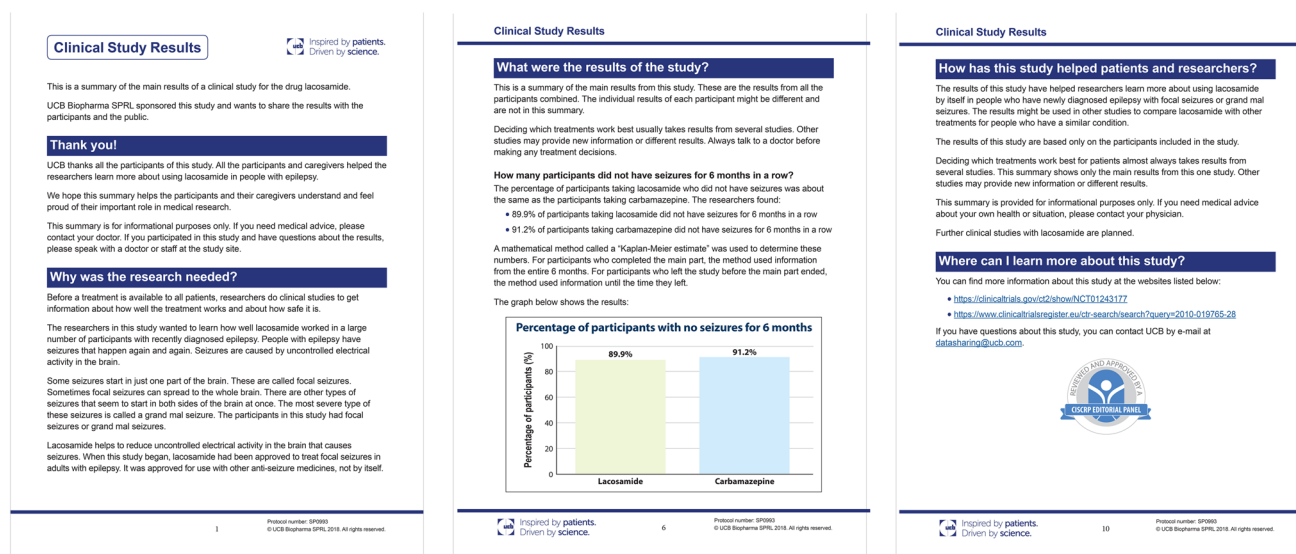 Clinical Study Results
ucb
Inspired by patients.
Driven by science.
This is a summary of the main results of a clinical study for the drug lacosamide.
UCB Biopharma SPRL sponsored this study and wants to share the results with the
participants and the public.
Thank you!
UCB thanks all the participants of this study. All the participants and caregivers helped the
researchers learn more about using lacosamide in people with epilepsy.
We hope this summary helps the participants and their caregivers understand and feel
proud of their important role in medical research.
This summary is for informational purposes only. If you need medical advice, please
contact your doctor. If you participated in this study and have questions about the results,
please speak with a doctor or staff at the study site.
Why was the research needed?
Before a treatment is available to all patients, researchers do clinical studies to get
information about how well the treatment works and about how safe it is.
The researchers in this study wanted to learn how well lacosamide worked in a large
number of participants with recently diagnosed epilepsy. People with epilepsy have
seizures that happen again and again. Seizures are caused by uncontrolled electrical
activity in the brain.
Some seizures start in just one part of the brain. These are called focal seizures.
Sometimes focal seizures can spread to the whole brain. There are other types of
seizures that seem to start in both sides of the brain at once. The most severe type of
these seizures is called a grand mal seizure. The participants in this study had focal
seizures or grand mal seizures.
Lacosamide helps to reduce uncontrolled electrical activity in the brain that causes
seizures. When this study began, lacosamide had been approved to treat focal seizures in
adults with epilepsy. It was approved for use with other anti-seizure medicines, not by itself.
1
Protocol number: SP0993
© UCB Biopharma SPRL 2018. All rights reserved.
Clinical Study Results
What were the results of the study?
This is a summary of the main results from this study. These are the results from all the
participants combined. The individual results of each participant might be different and
are not in this summary.
Deciding which treatments work best usually takes results from several studies. Other
studies may provide new information or different results. Always talk to a doctor before
making any treatment decisions.
How many participants did not have seizures for 6 months in a row?
The percentage of participants taking lacosamide who did not have seizures was about
the same as the participants taking carbamazepine. The researchers found:
• 89.9% of participants taking lacosamide did not have seizures for 6 months in a row
• 91.2% of participants taking carbamazepine did not have seizures for 6 months in a row
A mathematical method called a “Kaplan-Meier estimate” was used to determine these
numbers. For participants who completed the main part, the method used information
from the entire 6 months. For participants who left the study before the main part ended,
the method used information until the time they left.
The graph below shows the results:
Percentage of participants with no seizures for 6 months
Percentage of participants (%)
100
80
60
40
20
0
89.9%
91.2%
Lacosamide
Carbamazepine
ucb
Inspired by patients.
Driven by science.
6
Protocol number: SP0993
© UCB Biopharma SPRL 2018. All rights reserved.
Clinical Study Results
How has this study helped patients and researchers?
The results of this study have helped researchers learn more about using lacosamide
by itself in people who have newly diagnosed epilepsy with focal seizures or grand mal
seizures. The results might be used in other studies to compare lacosamide with other
treatments for people who have a similar condition.
The results of this study are based only on the participants included in the study.
Deciding which treatments work best for patients almost always takes results from
several studies. This summary shows only the main results from this one study. Other
studies may provide new information or different results.
This summary is provided for informational purposes only. If you need medical advice
about your own health or situation, please contact your physician.
Further clinical studies with lacosamide are planned.
Where can I learn more about this study?
You can find more information about this study at the websites listed below:
• https://clinicaltrials.gov/ct2/show/NCT01243177
• https://www.clinicaltrialsregister.eu/ctr-search/search?query=2010-019765-28
If you have questions about this study, you can contact UCB by e-mail at
datasharing@ucb.com.
REVIEWED AND APPROVED BY A
CISCRP EDITORIAL PANEL
ucb
Inspired by patients.
Driven by science.
10
Protocol number: SP0993
© UCB Biopharma SPRL 2018. All rights reserved.